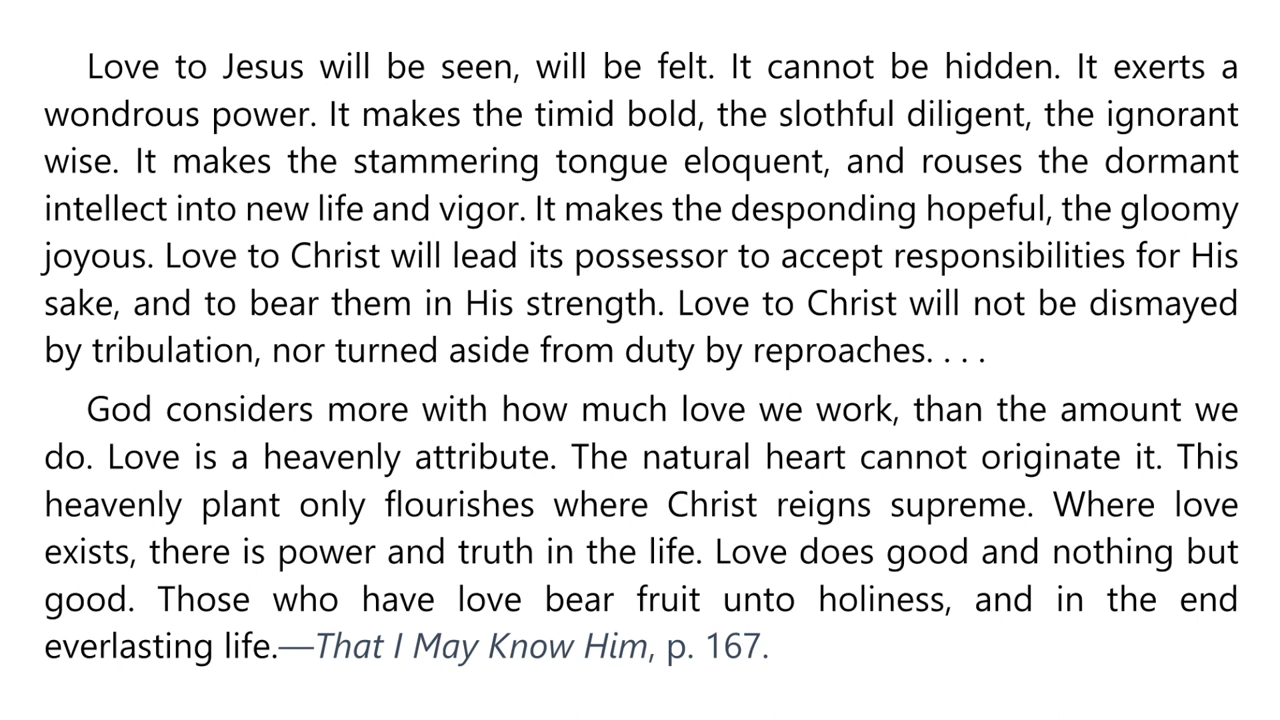 Love to Jesus will be seen, will be felt. It cannot be hidden. It exerts a
wondrous power. It makes the timid bold, the slothful diligent, the ignorant
wise. It makes the stammering tongue eloquent, and rouses the dormant
intellect into new life and vigor. It makes the desponding hopeful, the gloomy
joyous. Love to Christ will lead its possessor to accept responsibilities for His
sake, and to bear them in His strength. Love to Christ will not be dismayed
by tribulation, nor turned aside from duty by reproaches. . . .
God considers more with how much love we work, than the amount we
do. Love is a heavenly attribute. The natural heart cannot originate it. This
heavenly plant only flourishes where Christ reigns supreme. Where love
exists, there is power and truth in the life. Love does good and nothing but
good. Those who have love bear fruit unto holiness, and in the end
everlasting life.—That I May Know Him, p. 167.